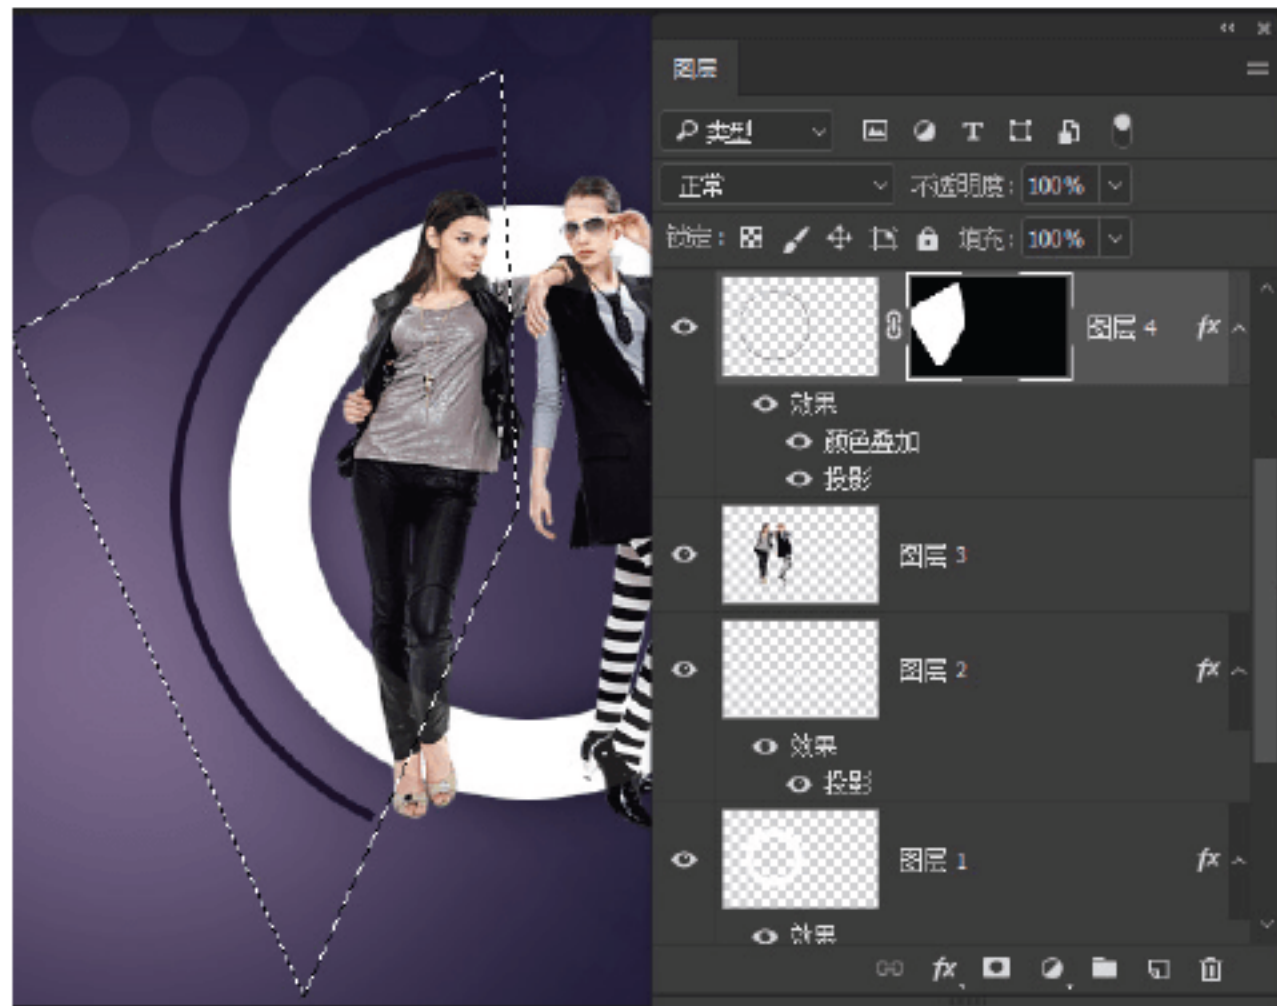 图层
类型
正常 不透明度: 100%
锁定: 填充: 100%
图层 4 fx
效果
颜色叠加
投影
图层 3
图层 2 fx
效果
投影
图层 1 fx
效果
fx